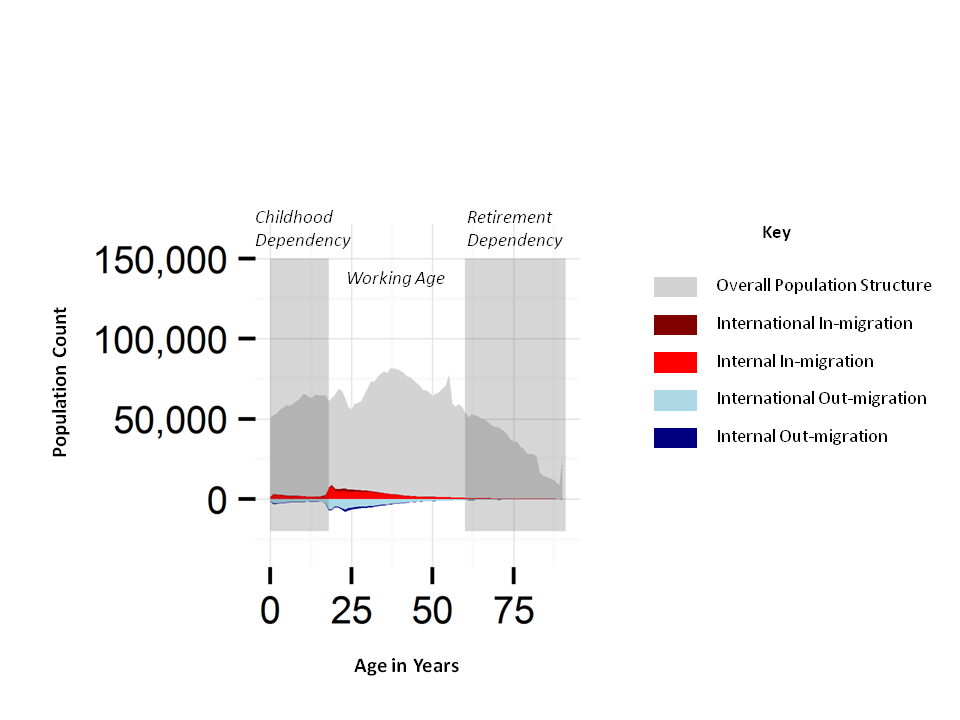 Childhood
Dependency
Retirement
Dependency
Working Age
150,000
100,000
50,000
0
Population Count
0 25 50 75
Age in Years
Key
Overall Population Structure
International In-migration
Internal In-migration
International Out-migration
Internal Out-migration